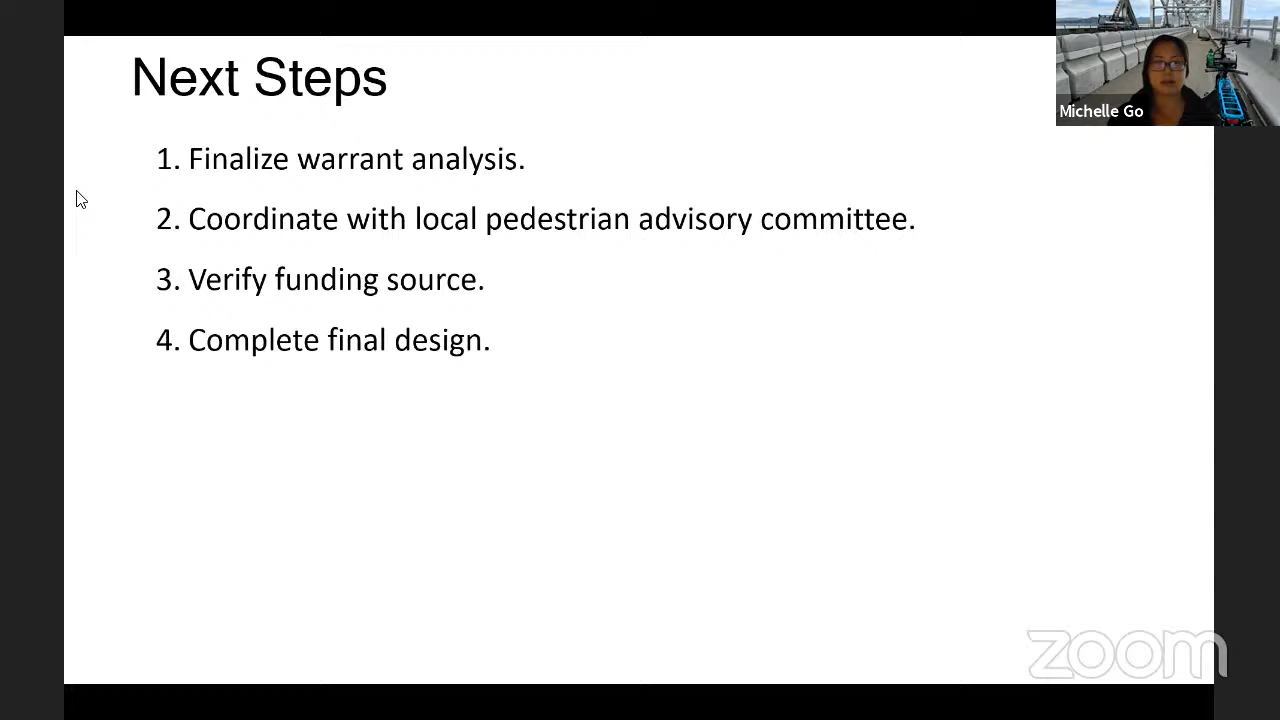 Next Steps
Michelle Go
1. Finalize warrant analysis.
2. Coordinate with local pedestrian advisory committee.
3. Verify funding source.
4. Complete final design.
zoom